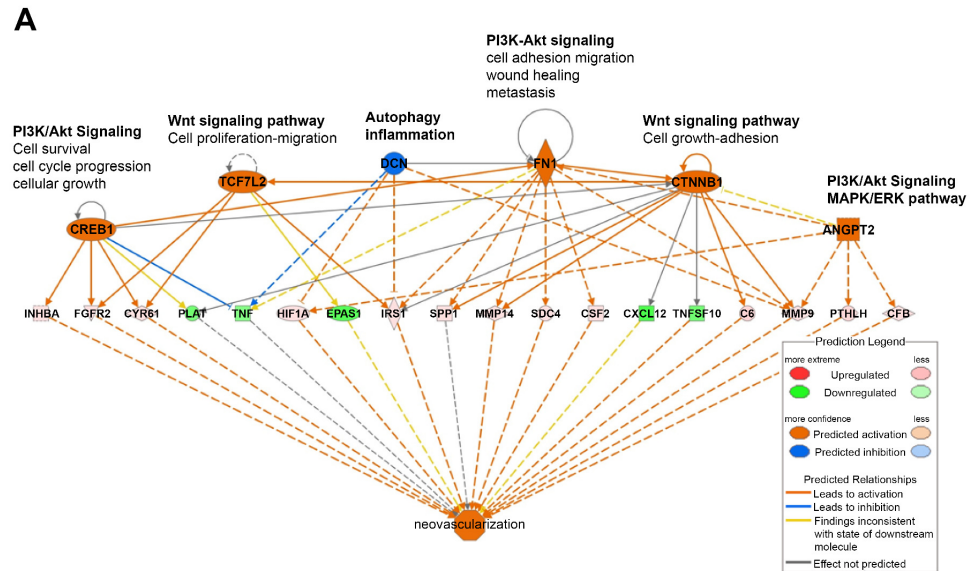 A
PI3K-Akt signaling
cell adhesion migration
wound healing
metastasis
PI3K/Akt Signaling
Cell survival
cell cycle progression
cellular growth
Wnt signaling pathway
Cell proliferation-migration
Autophagy
inflammation
Wnt signaling pathway
Cell growth-adhesion
PI3K/Akt Signaling
MAPK/ERK pathway
DCN
FN1
TCF7L2
CTNNB1
CREB1
ANGPT2
INHBA FGFR2 CYR61 PLAT TNF HIF1A EPAS1 IRS1 SPP1 MMP14 SDC4 CSF2 CXCL12 TNFSF10 C6 MMP9 PTHLH CFB
neovascularization
Prediction Legend
more extreme less
Upregulated
Downregulated
more confidence less
Predicted activation
Predicted inhibition
Predicted Relationships
Leads to activation
Leads to inhibition
Findings inconsistent
with state of downstream
molecule
Effect not predicted